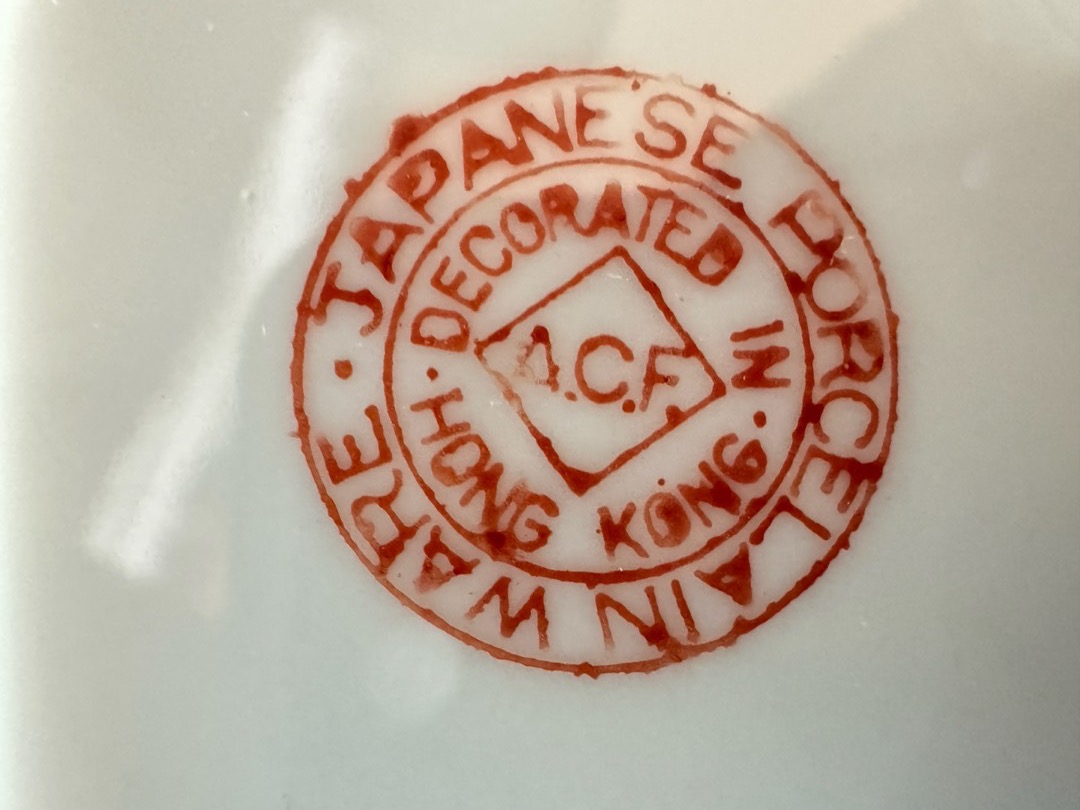 · JAPANESE PORCELAIN WARE
· DECORATED IN
HONG KONG ·
A.C.F.